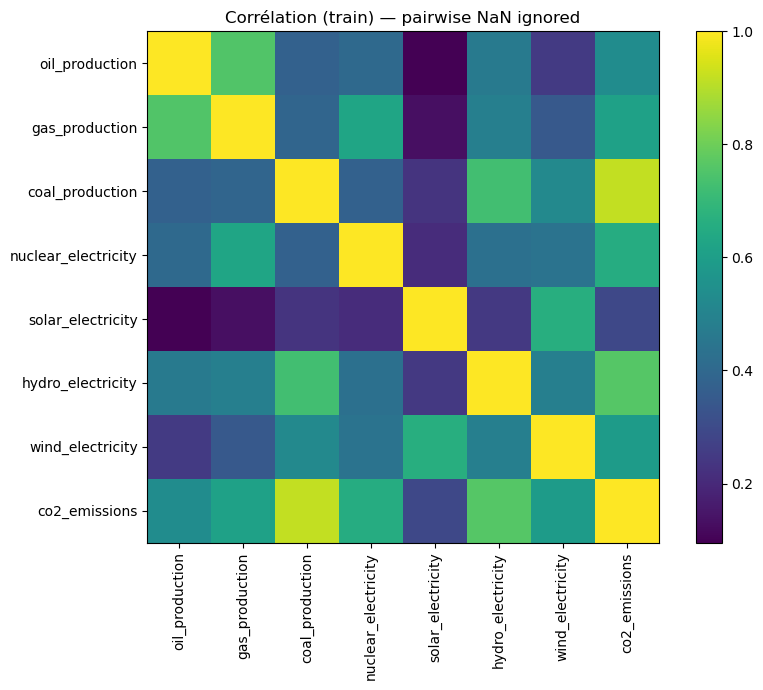 Corrélation (train) — pairwise NaN ignored
oil_production
gas_production
coal_production
nuclear_electricity
solar_electricity
hydro_electricity
wind_electricity
co2_emissions
oil_production
gas_production
coal_production
nuclear_electricity
solar_electricity
hydro_electricity
wind_electricity
co2_emissions
1.0
0.8
0.6
0.4
0.2